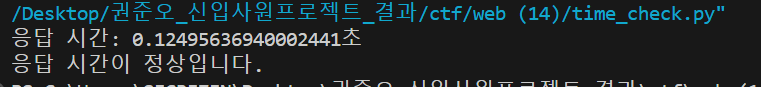 /Desktop/권준오_신입사원프로젝트_결과/ctf/web (14)/time_check.py"
응답 시간: 0.12495636940002441초
응답 시간이 정상입니다.